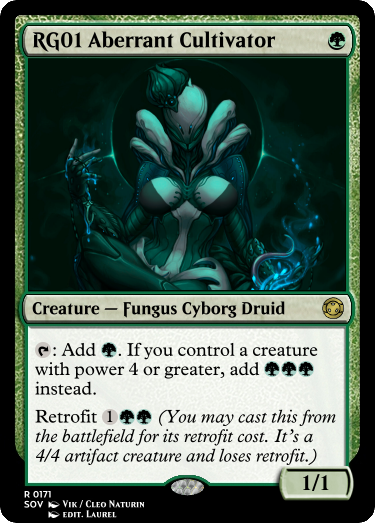 RG01 Aberrant Cultivator
Creature — Fungus Cyborg Druid
: Add . If you control a creature
with power 4 or greater, add
instead.
Retrofit 1 (You may cast this from
the battlefield for its retrofit cost. It's a
4/4 artifact creature and loses retrofit.)
1/1
R 0171
SOV Vik / Cleo Naturin
edit. Laurel